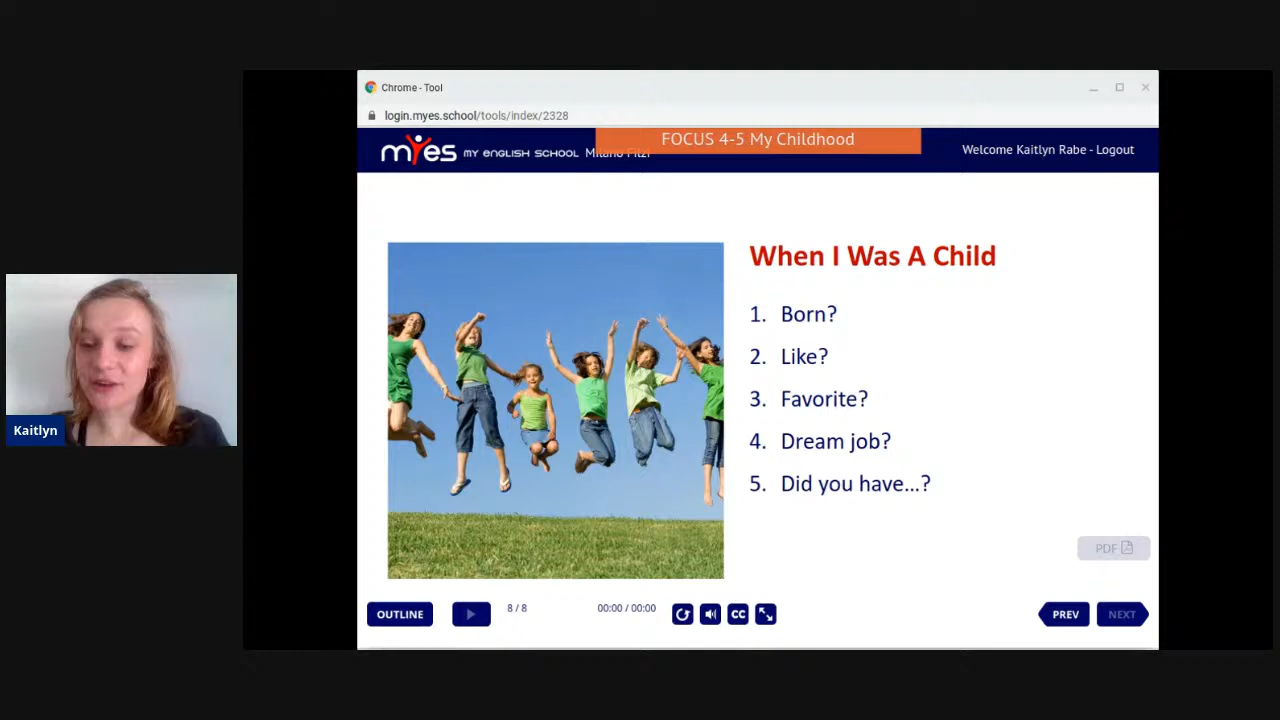 Chrome - Tool
login.myes.school/tools/index/2328
myes MY ENGLISH SCHOOL Milano Filzi
FOCUS 4-5 My Childhood
Welcome Kaitlyn Rabe - Logout
When I Was A Child
1. Born?
2. Like?
3. Favorite?
4. Dream job?
5. Did you have...?
Kaitlyn
PDF
OUTLINE
8 / 8
00:00 / 00:00
CC
PREV
NEXT